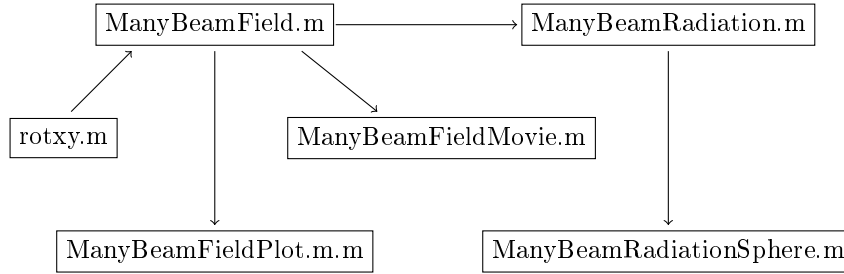 ManyBeamField.m
ManyBeamRadiation.m
rotxy.m
ManyBeamFieldMovie.m
ManyBeamFieldPlot.m.m
ManyBeamRadiationSphere.m